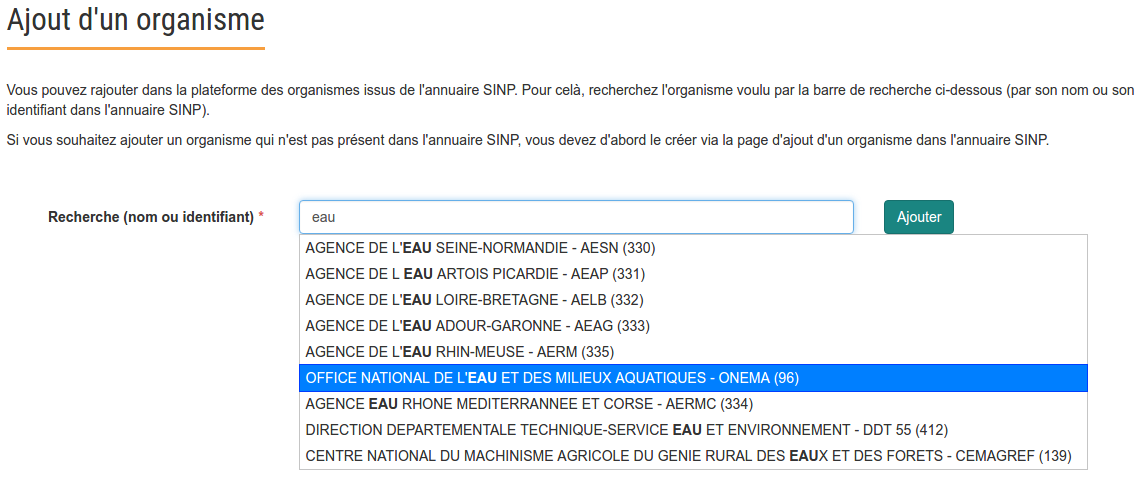 Ajout d'un organisme
Vous pouvez rajouter dans la plateforme des organismes issus de l'annuaire SINP. Pour celà, recherchez l'organisme voulu par la barre de recherche ci-dessous (par son nom ou son
identifiant dans l'annuaire SINP).
Si vous souhaitez ajouter un organisme qui n'est pas présent dans l'annuaire SINP, vous devez d'abord le créer via la page d'ajout d'un organisme dans l'annuaire SINP.
Recherche (nom ou identifiant) * eau Ajouter
AGENCE DE L'EAU SEINE-NORMANDIE - AESN (330)
AGENCE DE L EAU ARTOIS PICARDIE - AEAP (331)
AGENCE DE L'EAU LOIRE-BRETAGNE - AELB (332)
AGENCE DE L'EAU ADOUR-GARONNE - AEAG (333)
AGENCE DE L'EAU RHIN-MEUSE - AERM (335)
OFFICE NATIONAL DE L'EAU ET DES MILIEUX AQUATIQUES - ONEMA (96)
AGENCE EAU RHONE MEDITERRANNEE ET CORSE - AERMC (334)
DIRECTION DEPARTEMENTALE TECHNIQUE-SERVICE EAU ET ENVIRONNEMENT - DDT 55 (412)
CENTRE NATIONAL DU MACHINISME AGRICOLE DU GENIE RURAL DES EAUX ET DES FORETS - CEMAGREF (139)